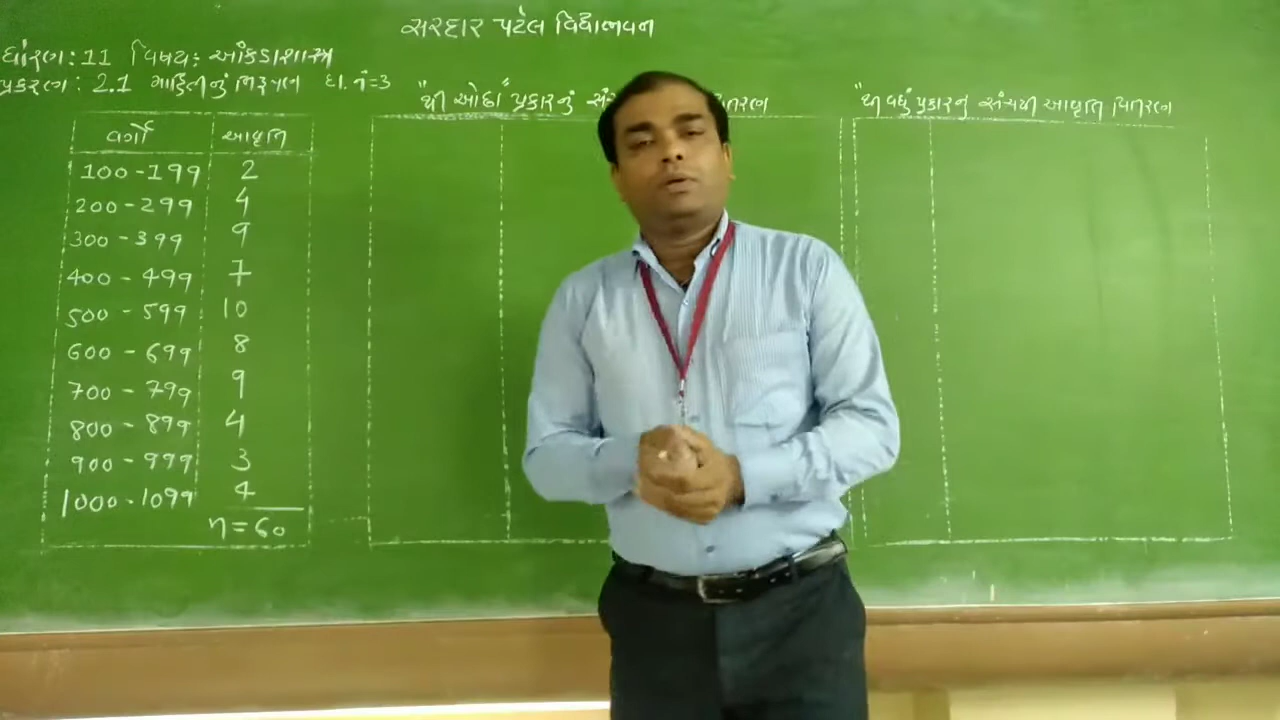 સરદાર પટેલ વિદ્યાભવન
ધોરણ: 11 વિષય: આંકડાશાસ્ત્ર
પ્રકરણ: 2.1 માહિતીનું નિરૂપણ દા.નં=3
"થી ઓછા" પ્રકારનું
"થી વધુ" પ્રકારનું સંચયી આવૃત્તિ વિતરણ
વર્ગો આવૃત્તિ
100-199 2
200-299 4
300-399 9
400-499 7
500-599 10
600-699 8
700-799 9
800-899 4
900-999 3
1000-1099 4
n=60